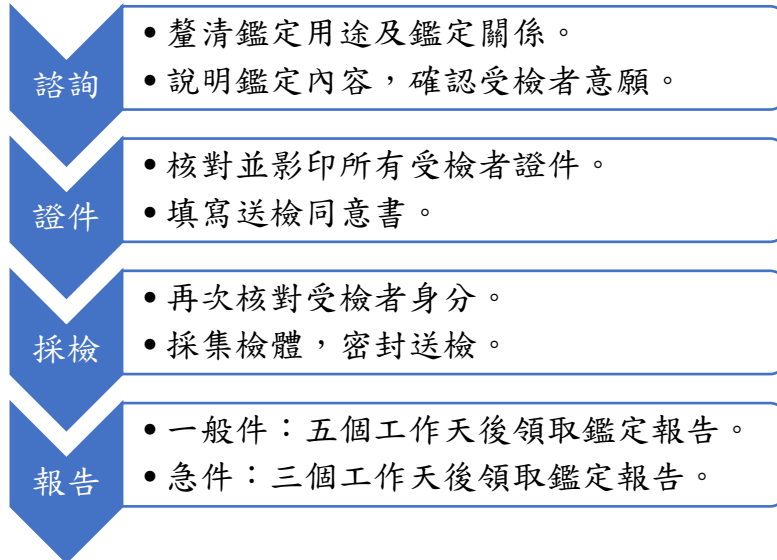 諮詢
•釐清鑑定用途及鑑定關係。
•說明鑑定內容，確認受檢者意願。
證件
•核對並影印所有受檢者證件。
•填寫送檢同意書。
採檢
•再次核對受檢者身分。
•採集檢體，密封送檢。
報告
•一般件：五個工作天後領取鑑定報告。
•急件：三個工作天後領取鑑定報告。